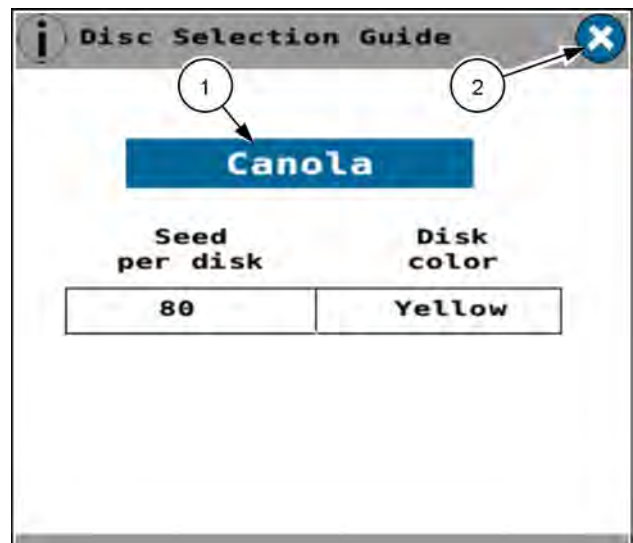 i Disc Selection Guide
1
2
Canola
Seed
per disk
Disk
color
80
Yellow